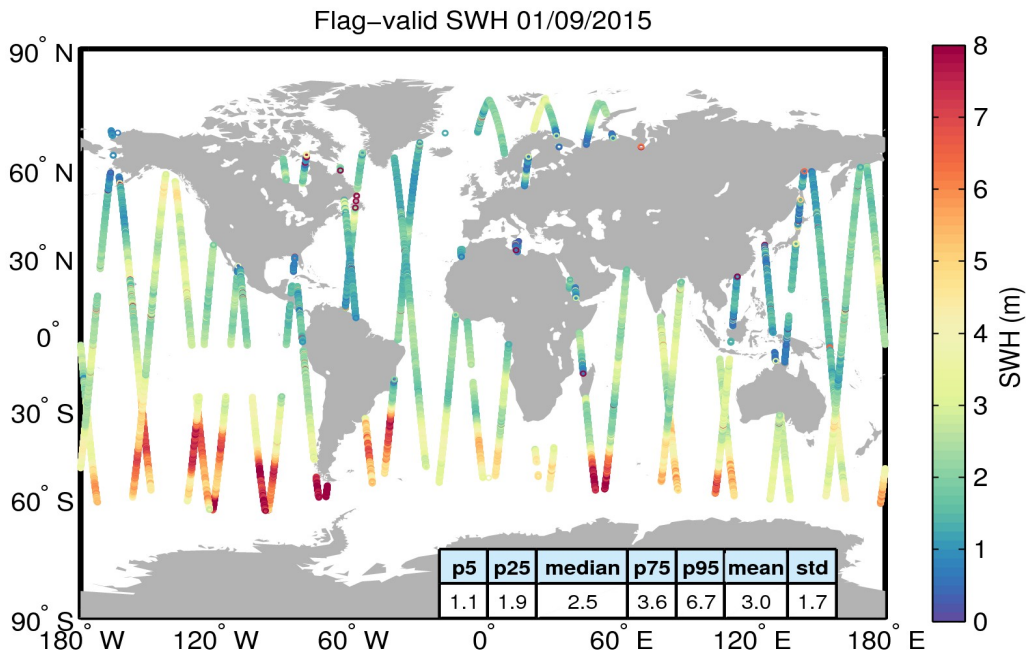 Flag−valid SWH 01/09/2015
90° N
60° N
30° N
0°
30° S
60° S
90° S
180° W
120° W
60° W
0°
60° E
120° E
180° E
p5 p25 median p75 p95 mean std
1.1 1.9 2.5 3.6 6.7 3.0 1.7
8
7
6
5
4
3
2
1
0
SWH (m)